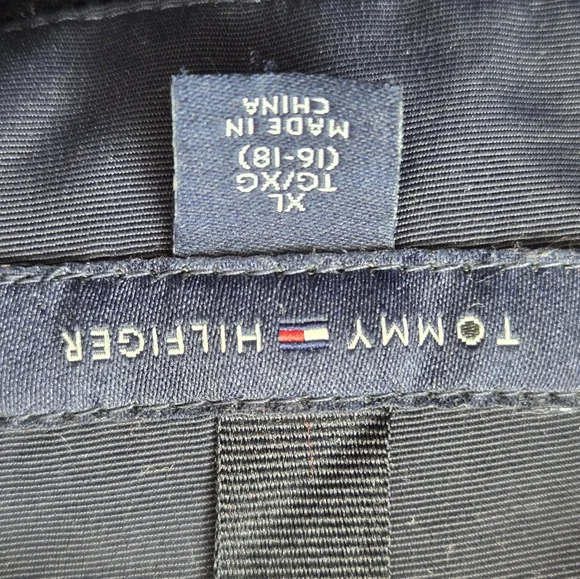 TOMMY HILFIGER
XL
TG/XG
(16-18)
MADE IN
CHINA